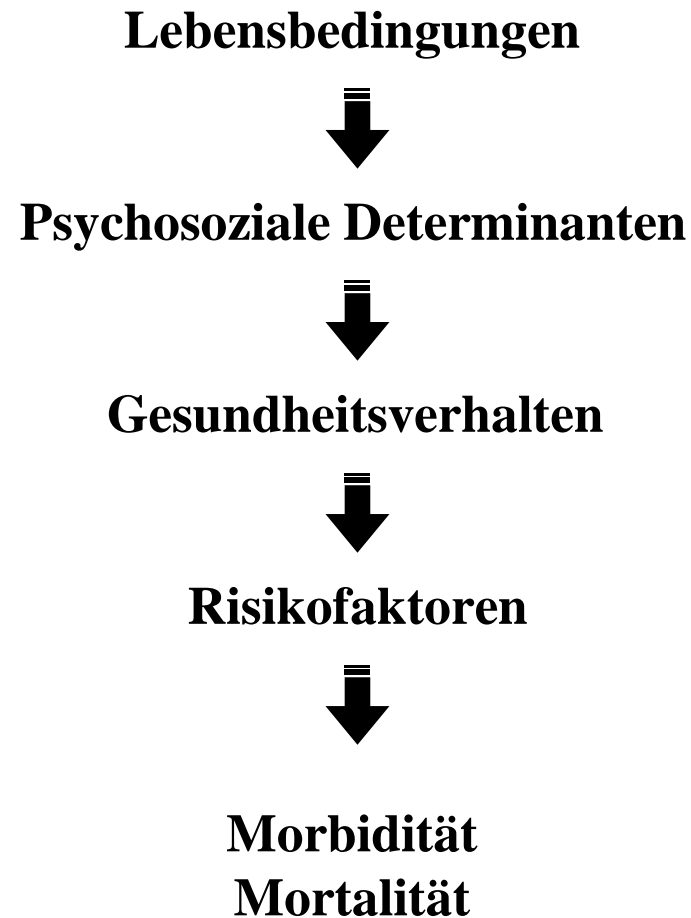 Lebensbedingungen
Psychosoziale Determinanten
Gesundheitsverhalten
Risikofaktoren
Morbidität
Mortalität